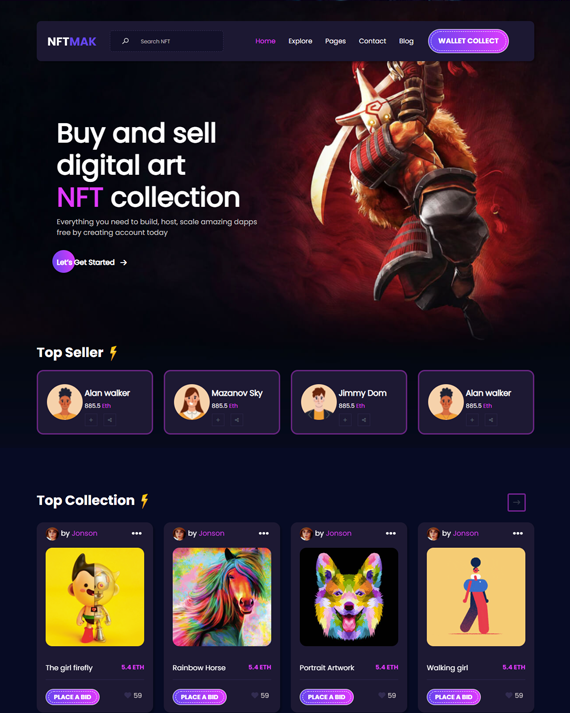 NFTMAK
Search NFT
Home
Explore
Pages
Contact
Blog
WALLET COLLECT
Buy and sell
digital art
NFT collection
Everything you need to build, host, scale amazing dapps
free by creating account today
Let's Get Started →
Top Seller
Alan walker
885.5 Eth
Mazanov Sky
885.5 Eth
Jimmy Dom
885.5 Eth
Alan walker
885.5 Eth
Top Collection
by Jonson
by Jonson
by Jonson
by Jonson
The girl firefly 5.4 ETH
Rainbow Horse 5.4 ETH
Portrait Artwork 5.4 ETH
Walking girl 5.4 ETH
PLACE A BID 59
PLACE A BID 59
PLACE A BID 59
PLACE A BID 59